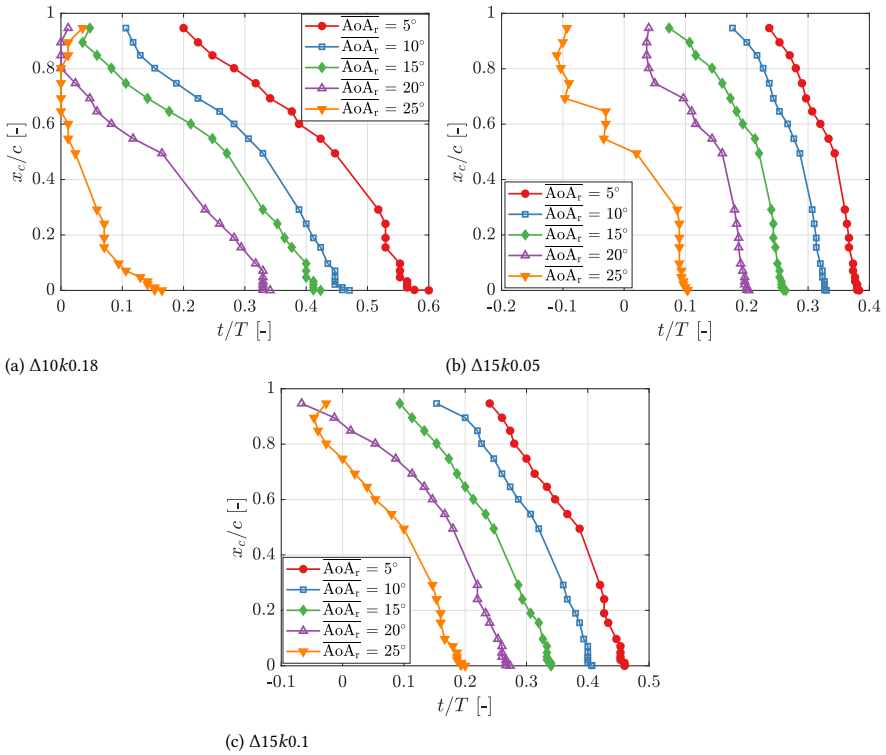 1
0.8
0.6
0.4
0.2
0
x_c/c [-]
0 0.1 0.2 0.3 0.4 0.5 0.6
t/T [-]
AoA_r = 5°
AoA_r = 10°
AoA_r = 15°
AoA_r = 20°
AoA_r = 25°
(a) Δ10k0.18
1
0.8
0.6
0.4
0.2
0
x_c/c [-]
-0.2 -0.1 0 0.1 0.2 0.3 0.4
t/T [-]
AoA_r = 5°
AoA_r = 10°
AoA_r = 15°
AoA_r = 20°
AoA_r = 25°
(b) Δ15k0.05
1
0.8
0.6
0.4
0.2
0
x_c/c [-]
-0.1 0 0.1 0.2 0.3 0.4 0.5
t/T [-]
AoA_r = 5°
AoA_r = 10°
AoA_r = 15°
AoA_r = 20°
AoA_r = 25°
(c) Δ15k0.1